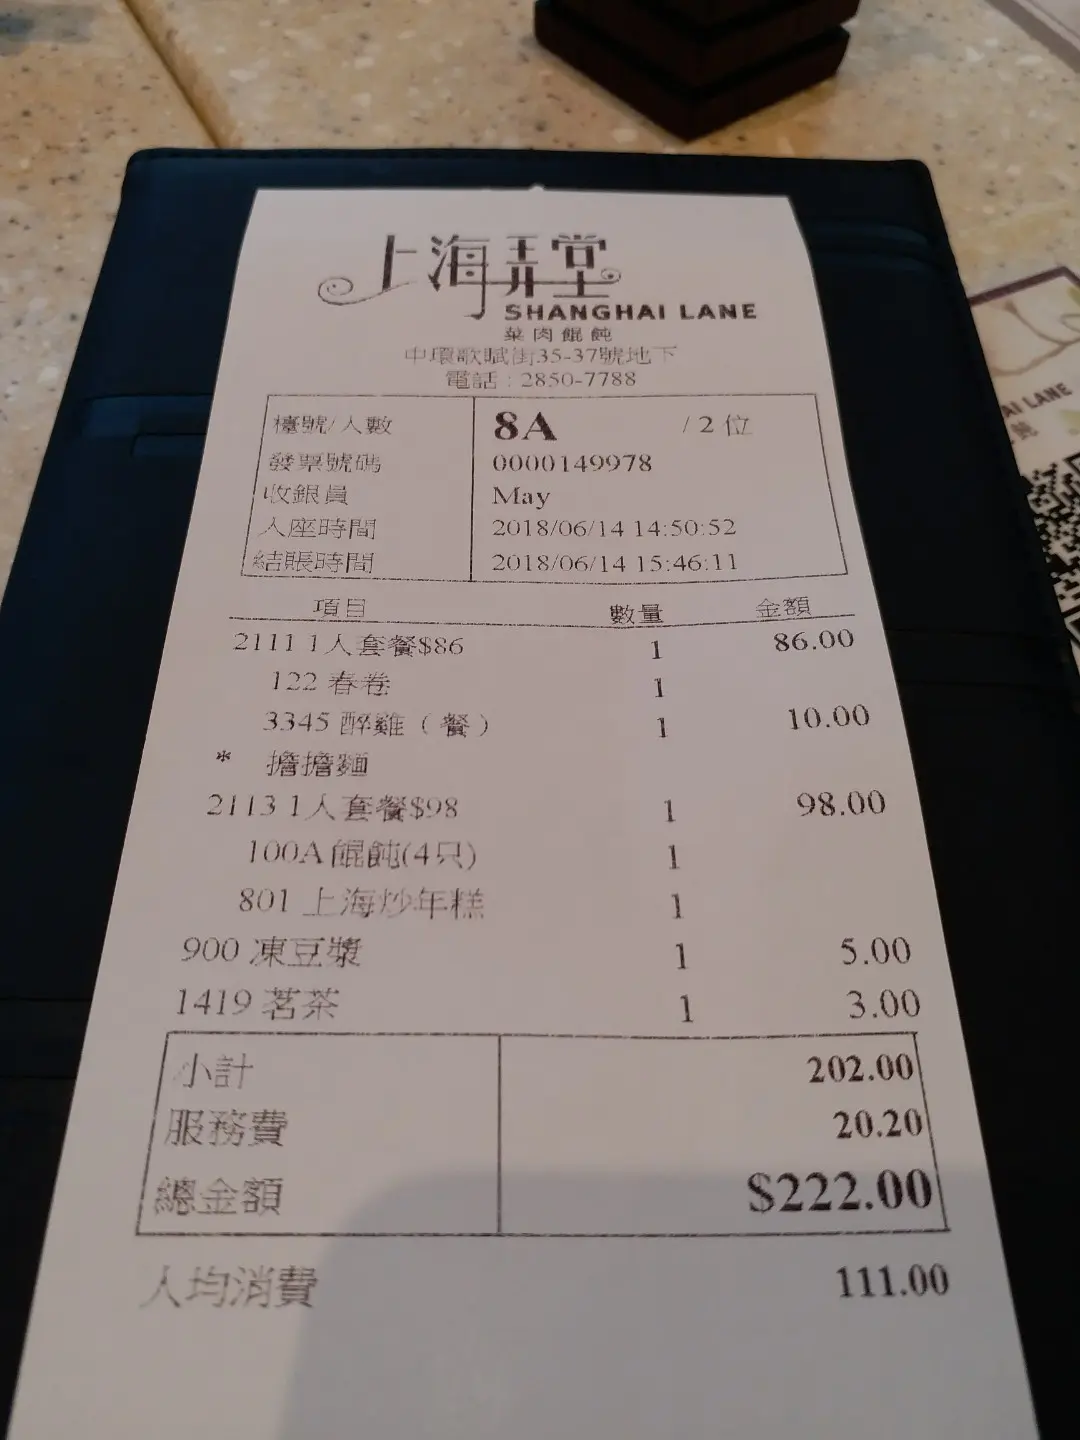 上海弄堂
SHANGHAI LANE
菜肉餛飩
中環歌賦街35-37號地下
電話 : 2850-7788
檯號/人數 8A / 2 位
發票號碼 0000149978
收銀員 May
入座時間 2018/06/14 14:50:52
結賬時間 2018/06/14 15:46:11
項目 數量 金額
2111 1人套餐$86 1 86.00
122 春卷 1
3345 醉雞（餐） 1 10.00
* 擔擔麵
2113 1人套餐$98 1 98.00
100A 餛飩(4只) 1
801 上海炒年糕 1
900 凍豆漿 1 5.00
1419 茗茶 1 3.00
小計 202.00
服務費 20.20
總金額 $222.00
人均消費 111.00
AI LANE